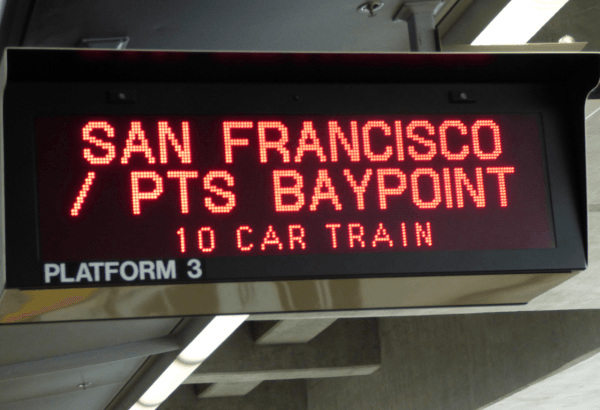 SAN FRANCISCO
/ PTS BAYPOINT
10 CAR TRAIN
PLATFORM 3